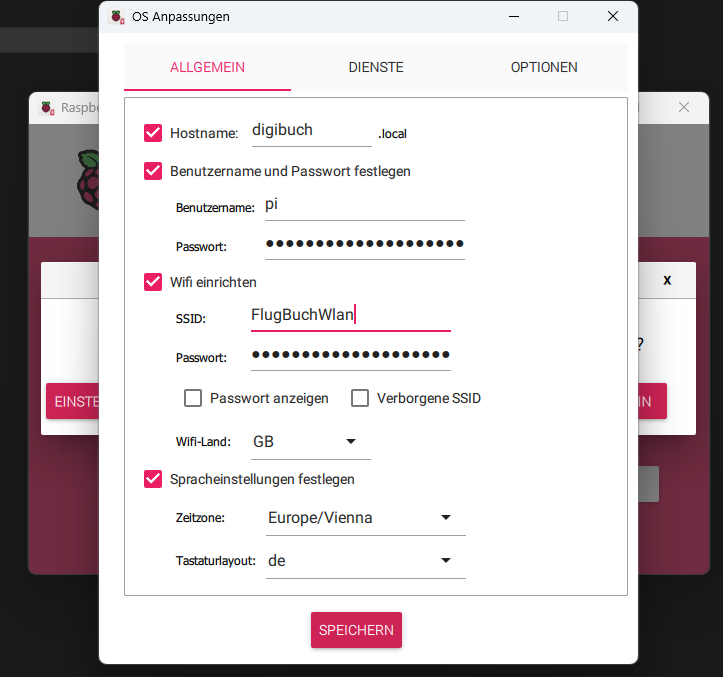 OS Anpassungen
Raspbe
ALLGEMEIN DIENSTE OPTIONEN
Hostname: digibuch .local
Benutzername und Passwort festlegen
Benutzername: pi
Passwort: ●●●●●●●●●●●●●●●●●●●●
Wifi einrichten
X
SSID: FlugBuchWlan
?
Passwort: ●●●●●●●●●●●●●●●●●●●●
Passwort anzeigen Verborgene SSID
EINSTE
IN
Wifi-Land: GB
Spracheinstellungen festlegen
Zeitzone: Europe/Vienna
Tastaturlayout: de
SPEICHERN